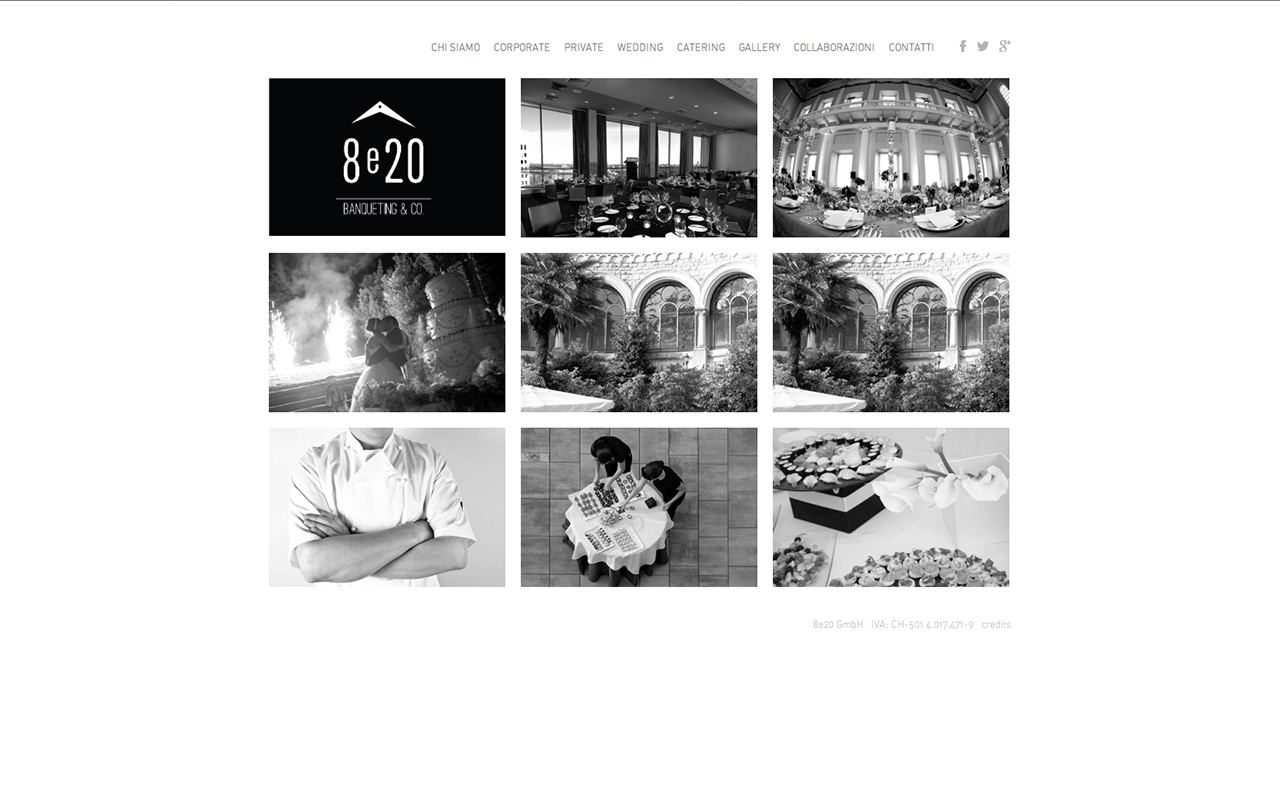 CHI SIAMO CORPORATE PRIVATE WEDDING CATERING GALLERY COLLABORAZIONI CONTATTI
8e20
BANQUETING & CO.
8e20 GmbH IVA: CH-501 4.017.471-9 credits